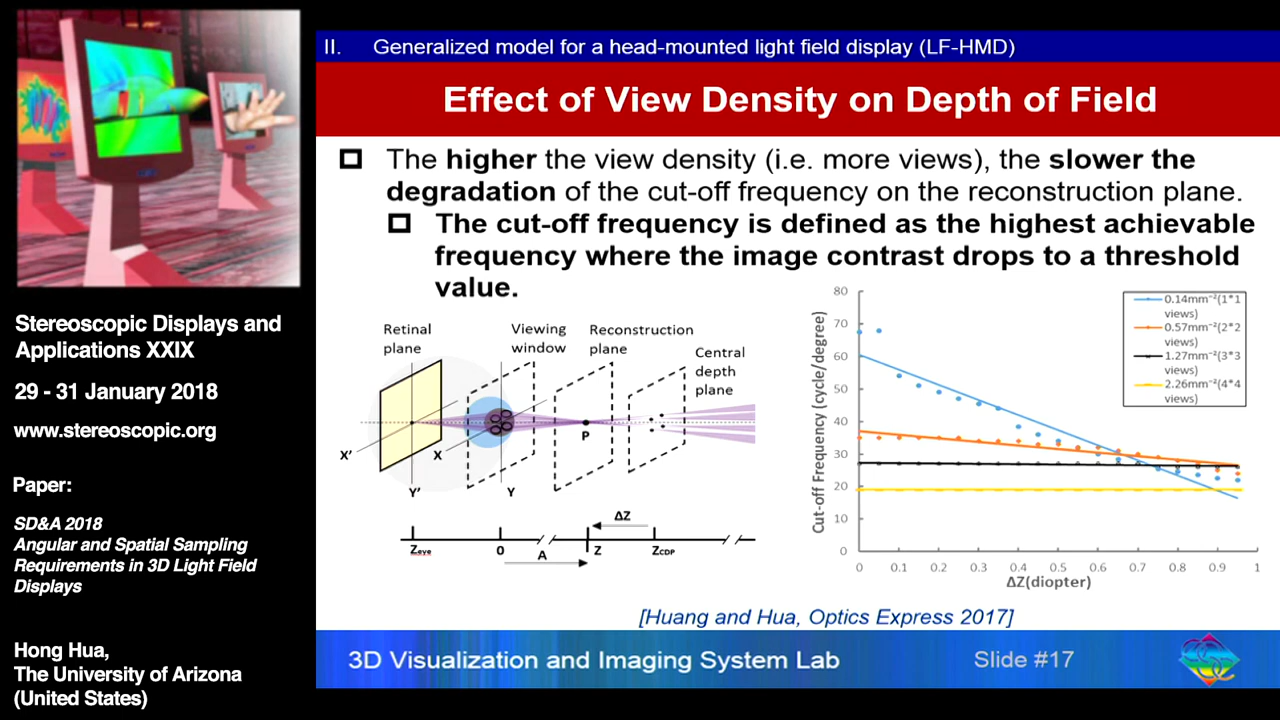 Stereoscopic Displays and
Applications XXIX
29 - 31 January 2018
www.stereoscopic.org
Paper:
SD&A 2018
Angular and Spatial Sampling
Requirements in 3D Light Field
Displays
Hong Hua,
The University of Arizona
(United States)
II. Generalized model for a head-mounted light field display (LF-HMD)
Effect of View Density on Depth of Field
The higher the view density (i.e. more views), the slower the
degradation of the cut-off frequency on the reconstruction plane.
The cut-off frequency is defined as the highest achievable
frequency where the image contrast drops to a threshold
value.
Retinal
plane
Viewing
window
Reconstruction
plane
Central
depth
plane
P
X'
X
Y'
Y
ΔZ
Zeye
0
A
Z
ZCDP
Cut-off Frequency (cycle/degree)
80
70
60
50
40
30
20
10
0
0 0.1 0.2 0.3 0.4 0.5 0.6 0.7 0.8 0.9 1
ΔZ(diopter)
0.14mm⁻²(1*1
views)
0.57mm⁻²(2*2
views)
1.27mm⁻²(3*3
views)
2.26mm⁻²(4*4
views)
[Huang and Hua, Optics Express 2017]
3D Visualization and Imaging System Lab
Slide #17